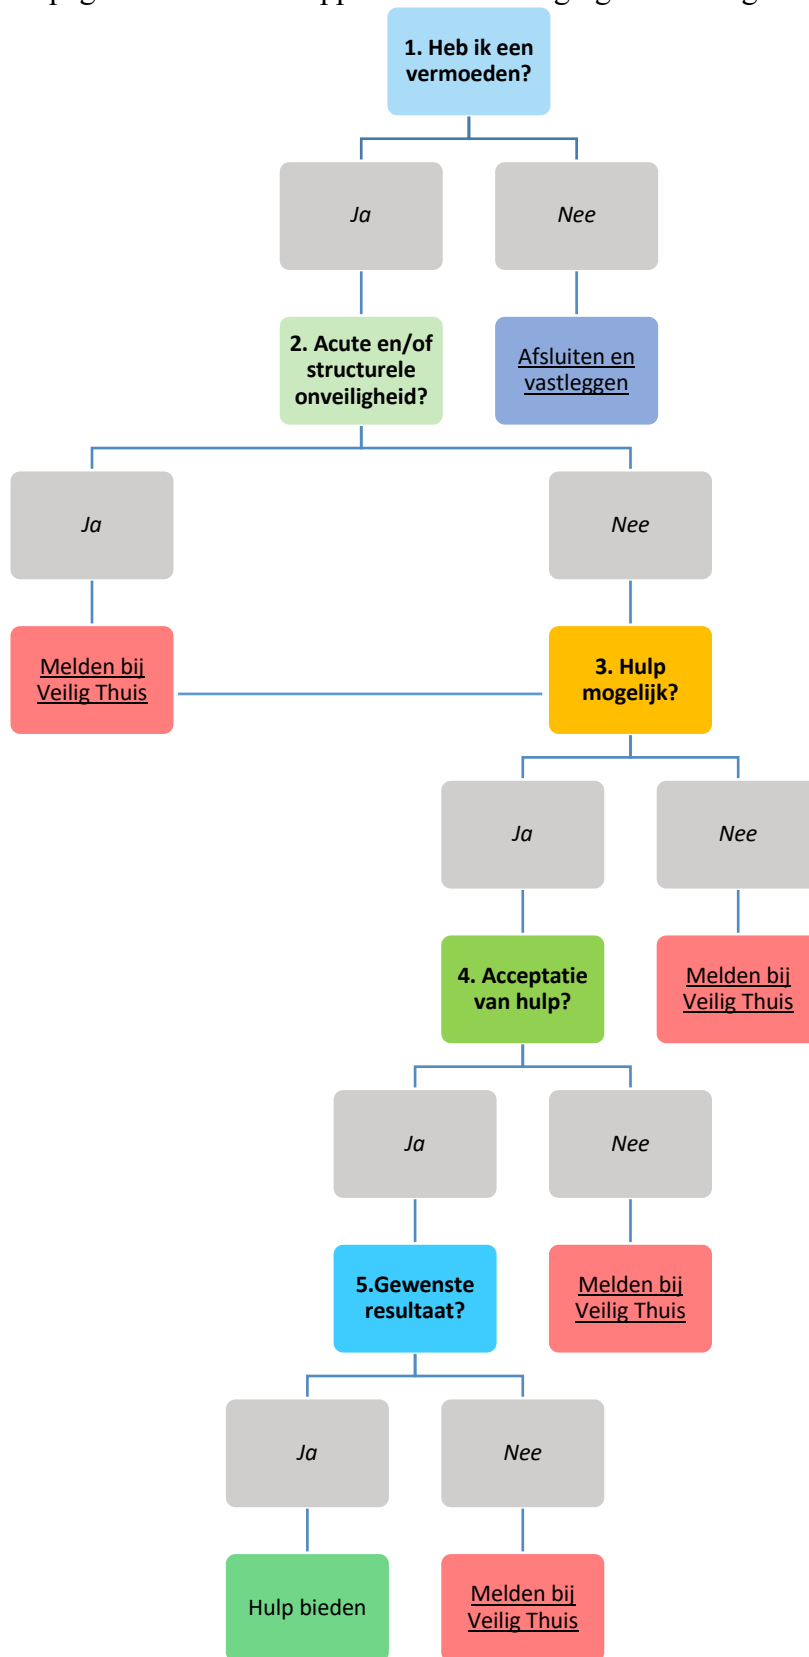 1. Heb ik een
vermoeden?
Ja
Nee
2. Acute en/of
structurele
onveiligheid?
Afsluiten en
vastleggen
Ja
Nee
Melden bij
Veilig Thuis
3. Hulp
mogelijk?
Ja
Nee
4. Acceptatie
van hulp?
Melden bij
Veilig Thuis
Ja
Nee
5.Gewenste
resultaat?
Melden bij
Veilig Thuis
Ja
Nee
Hulp bieden
Melden bij
Veilig Thuis